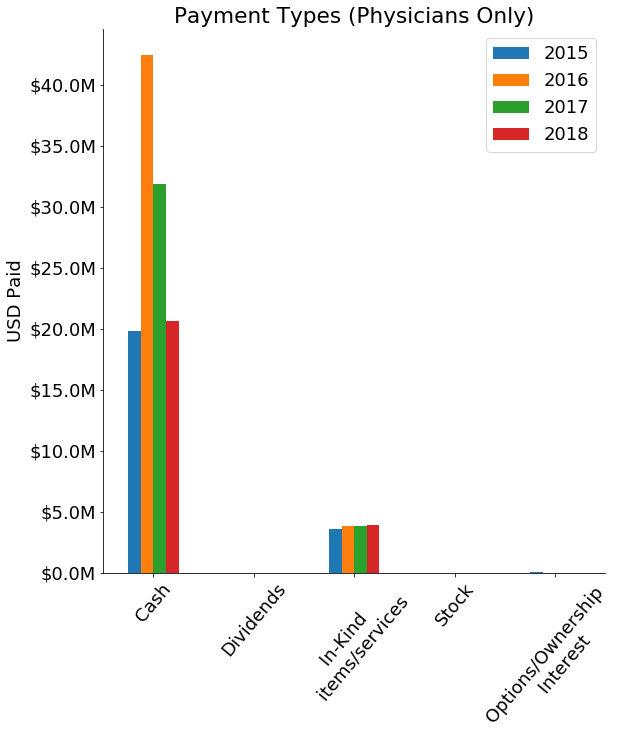 Payment Types (Physicians Only)
2015
2016
2017
2018
$40.0M
$35.0M
$30.0M
$25.0M
$20.0M
$15.0M
$10.0M
$5.0M
$0.0M
USD Paid
Cash
Dividends
In-Kind
items/services
Stock
Options/Ownership
Interest